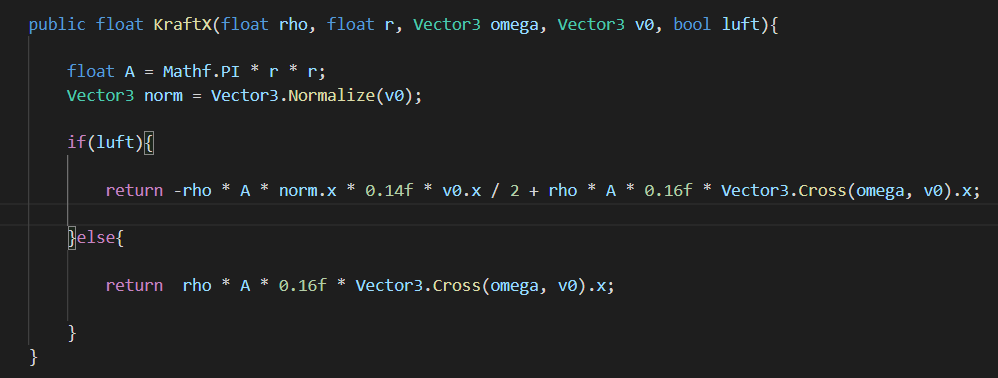 public float KraftX(float rho, float r, Vector3 omega, Vector3 v0, bool luft){
float A = Mathf.PI * r * r;
Vector3 norm = Vector3.Normalize(v0);
if(luft){
return -rho * A * norm.x * 0.14f * v0.x / 2 + rho * A * 0.16f * Vector3.Cross(omega, v0).x;
}else{
return  rho * A * 0.16f * Vector3.Cross(omega, v0).x;
}
}